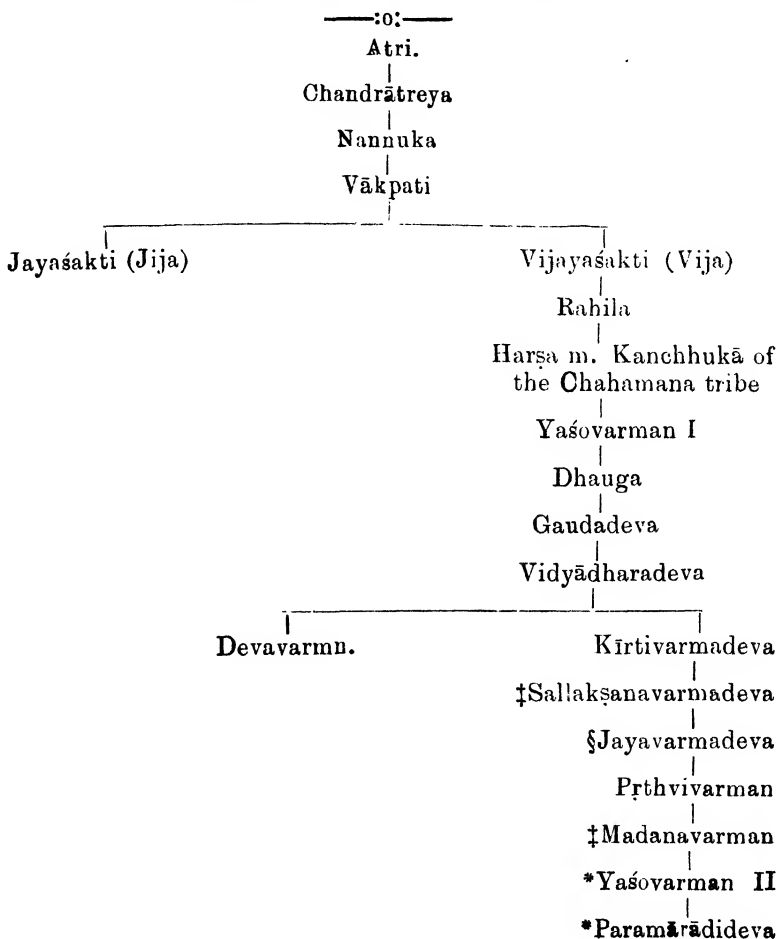 :o:
Atri.
Chandrātreya
Nannuka
Vākpati
Jayaśakti (Jija) Vijayaśakti (Vija)
Rahila
Harṣa m. Kanchhukā of
the Chahamana tribe
Yaśovarman I
Dhauga
Gaudadeva
Vidyādharadeva
Devavarmn. Kīrtivarmadeva
‡Sallakṣanavarmadeva
§Jayavarmadeva
Pṛthvivarman
‡Madanavarman
*Yaśovarman II
*Paramārādideva